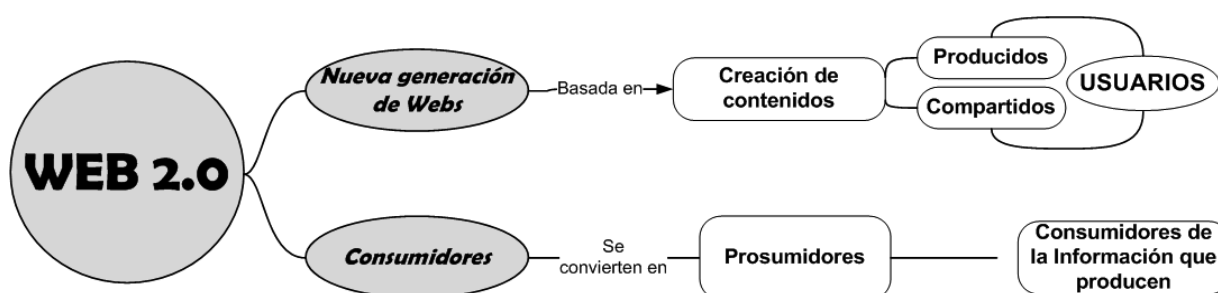 WEB 2.0
Nueva generación
de Webs
Basada en
Creación de
contenidos
Producidos
Compartidos
USUARIOS
Consumidores
Se
convierten en
Prosumidores
Consumidores de
la Información que
producen